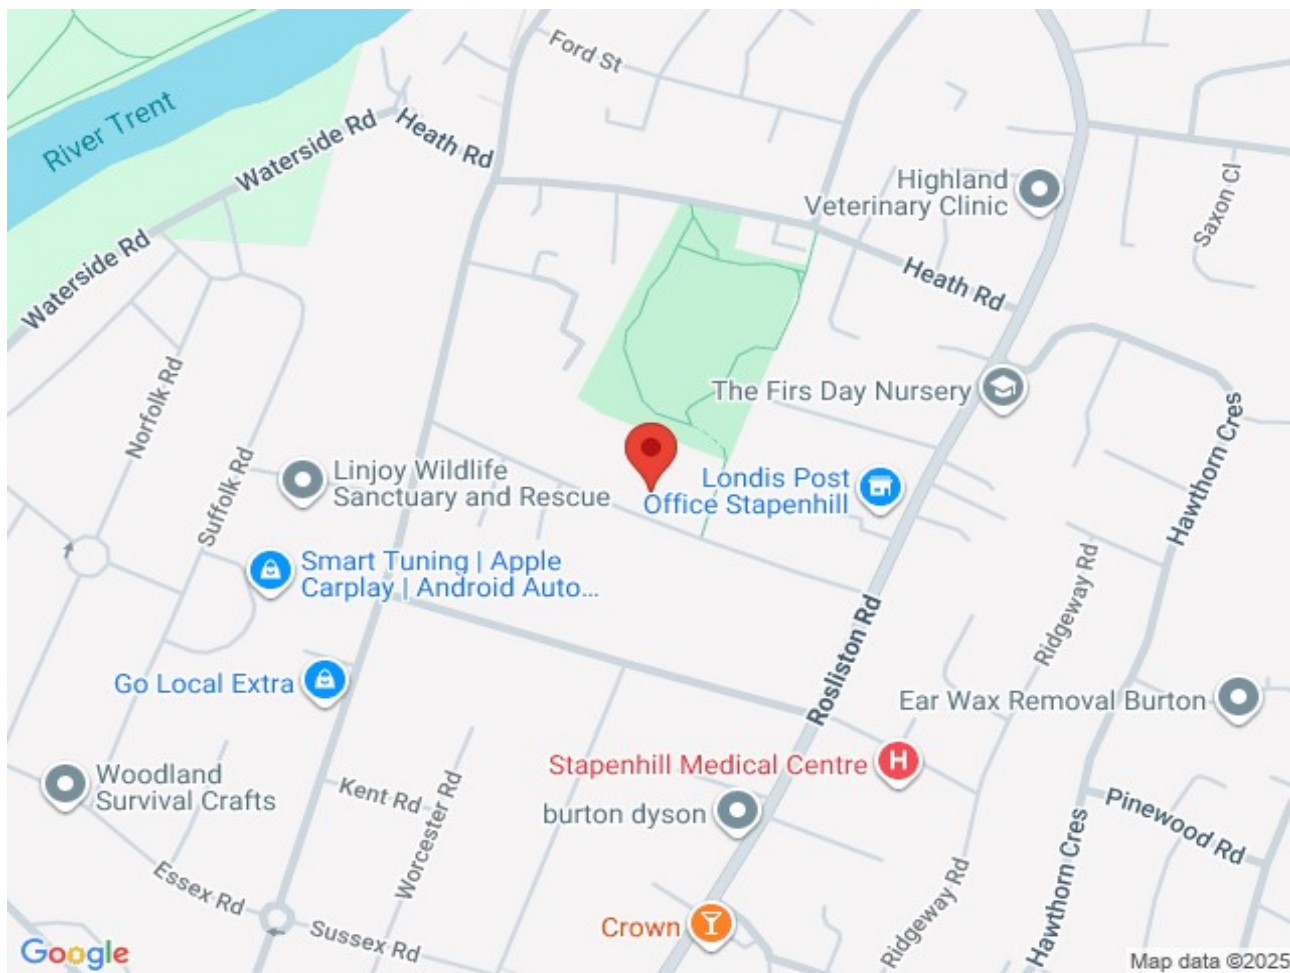 Ford St
River Trent
Waterside Rd
Heath Rd
Highland
Veterinary Clinic
Saxon Cl
Waterside Rd
Heath Rd
Norfolk Rd
The Firs Day Nursery
Hawthorn Cres
Suffolk Rd
Linjoy Wildlife
Sanctuary and Rescue
Londis Post
Office Stapenhill
Smart Tuning | Apple
Carplay | Android Auto...
Ridgeway Rd
Rosliston Rd
Go Local Extra
Ear Wax Removal Burton
Woodland
Survival Crafts
Kent Rd
Worcester Rd
Stapenhill Medical Centre
H
burton dyson
Pinewood Rd
Essex Rd
Sussex Rd
Crown
Ridgeway Rd
Hawthorn Cres
Google
Map data ©2025